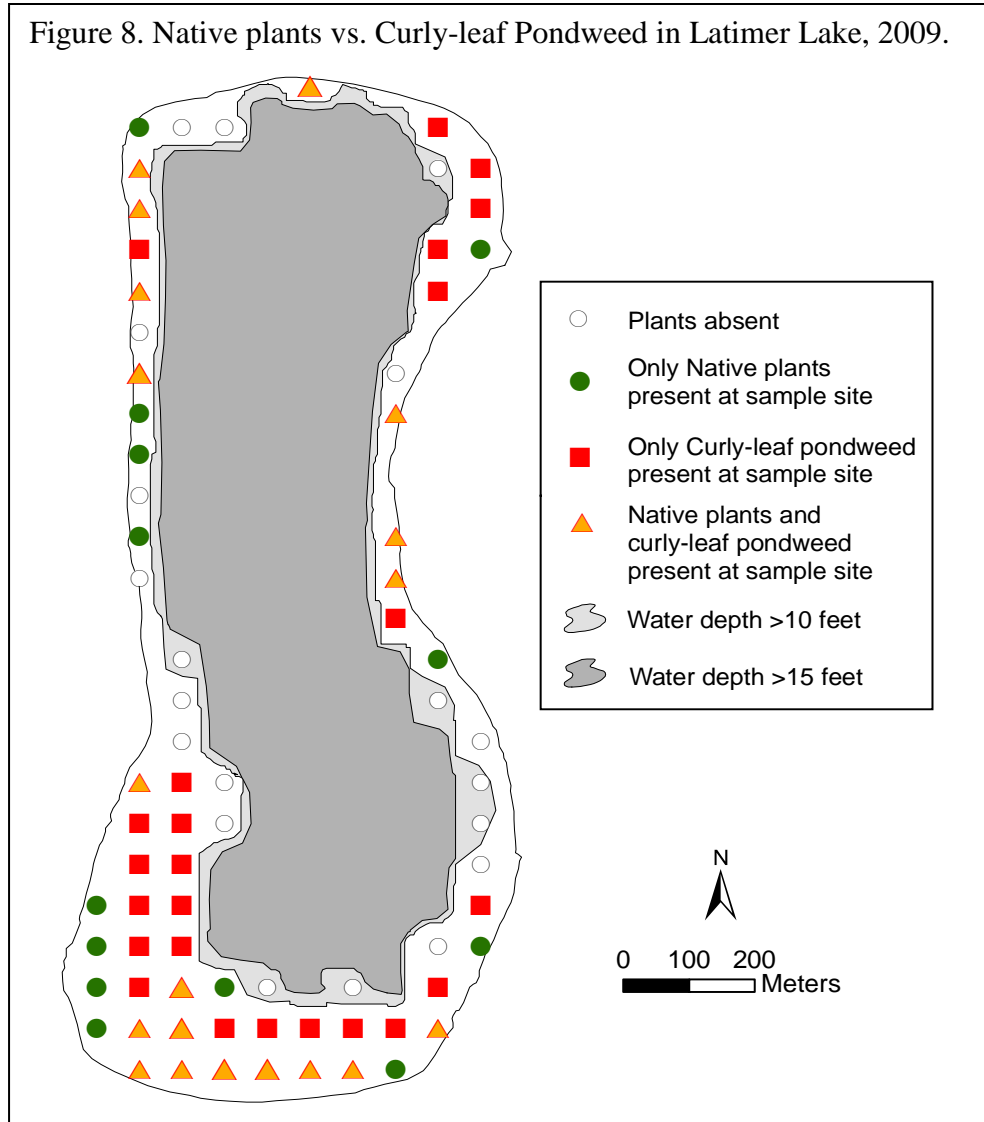 Figure 8. Native plants vs. Curly-leaf Pondweed in Latimer Lake, 2009.
Plants absent
Only Native plants
present at sample site
Only Curly-leaf pondweed
present at sample site
Native plants and
curly-leaf pondweed
present at sample site
Water depth >10 feet
Water depth >15 feet
N
0 100 200
Meters